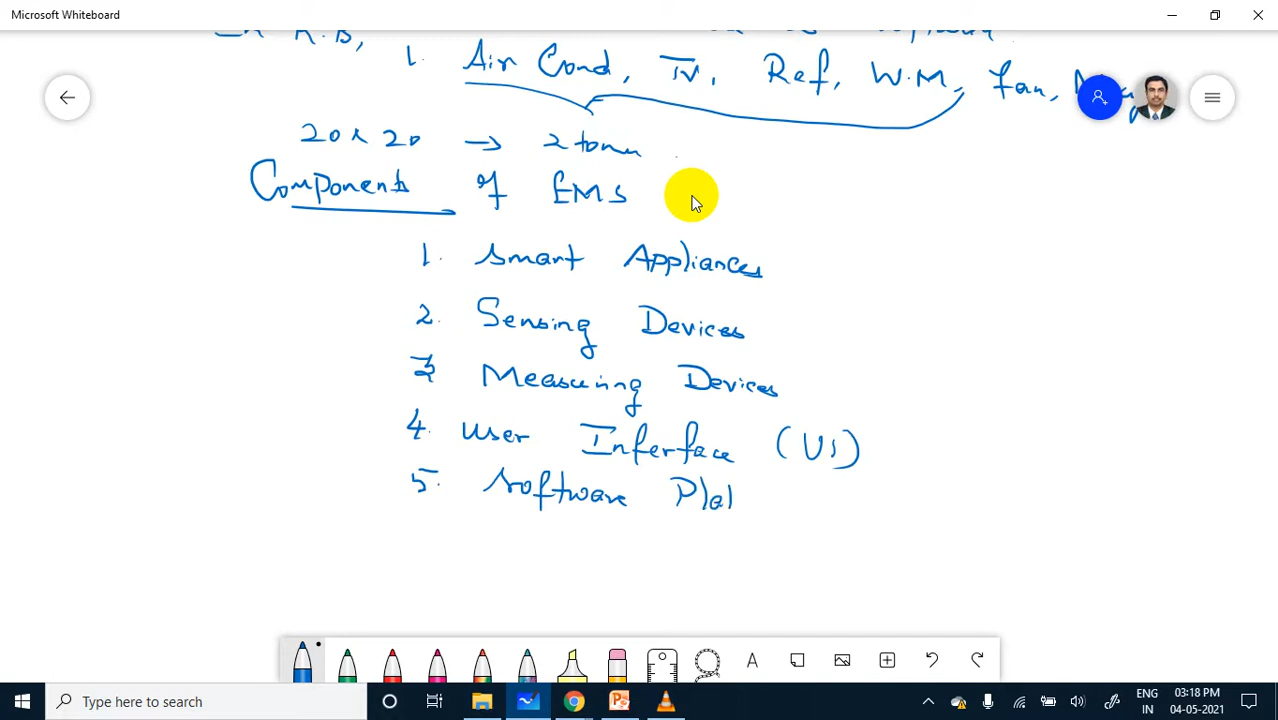 Microsoft Whiteboard
1. Air Cond, TV, Ref, W.M, fan,
20 x 20 → 2 tonne
Components of EMS
1. Smart Appliances
2. Sensing Devices
3 Measuring Devices
4. User Interface (UI)
5. Software Plat
Type here to search
ENG
IN
03:18 PM
04-05-2021